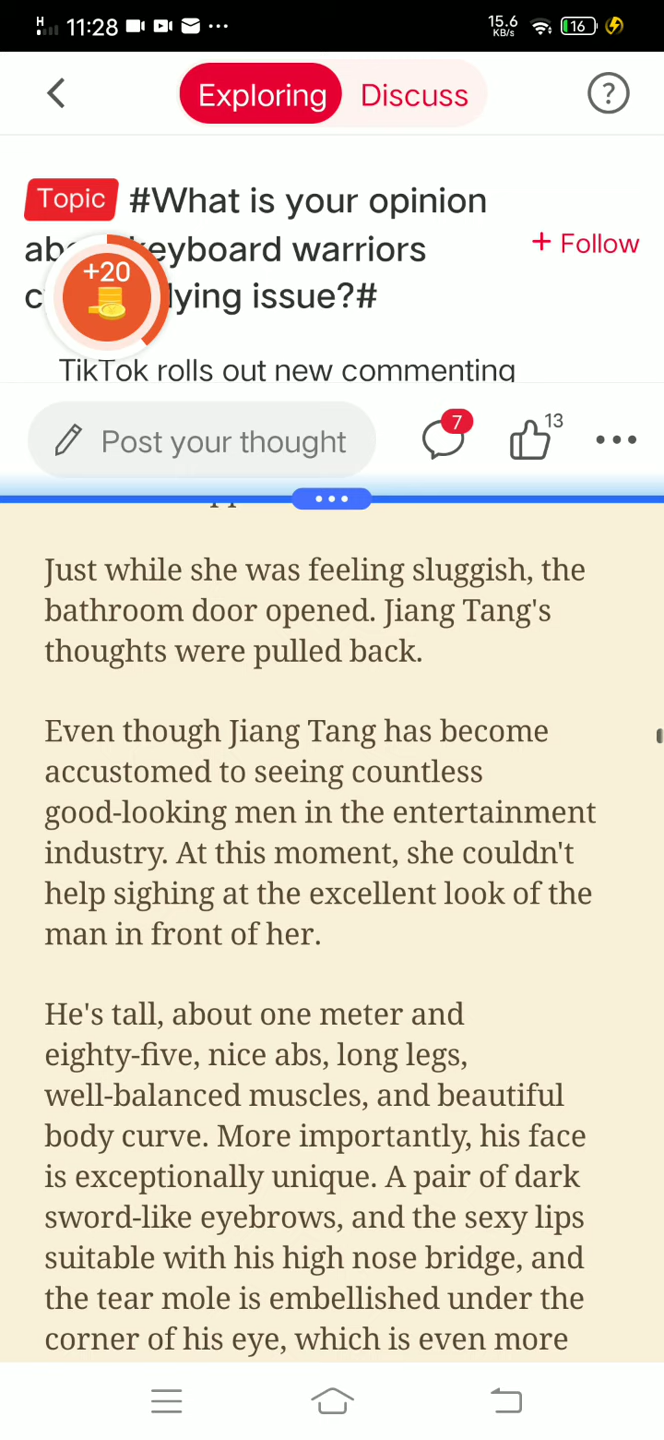 H 11:28 ... 15.6 KB/s 16
Exploring Discuss ?
Topic #What is your opinion
keyboard warriors
+ Follow
+20
lying issue?#
TikTok rolls out new commenting
Post your thought 7 13
Just while she was feeling sluggish, the
bathroom door opened. Jiang Tang's
thoughts were pulled back.
Even though Jiang Tang has become
accustomed to seeing countless
good-looking men in the entertainment
industry. At this moment, she couldn't
help sighing at the excellent look of the
man in front of her.
He's tall, about one meter and
eighty-five, nice abs, long legs,
well-balanced muscles, and beautiful
body curve. More importantly, his face
is exceptionally unique. A pair of dark
sword-like eyebrows, and the sexy lips
suitable with his high nose bridge, and
the tear mole is embellished under the
corner of his eye, which is even more